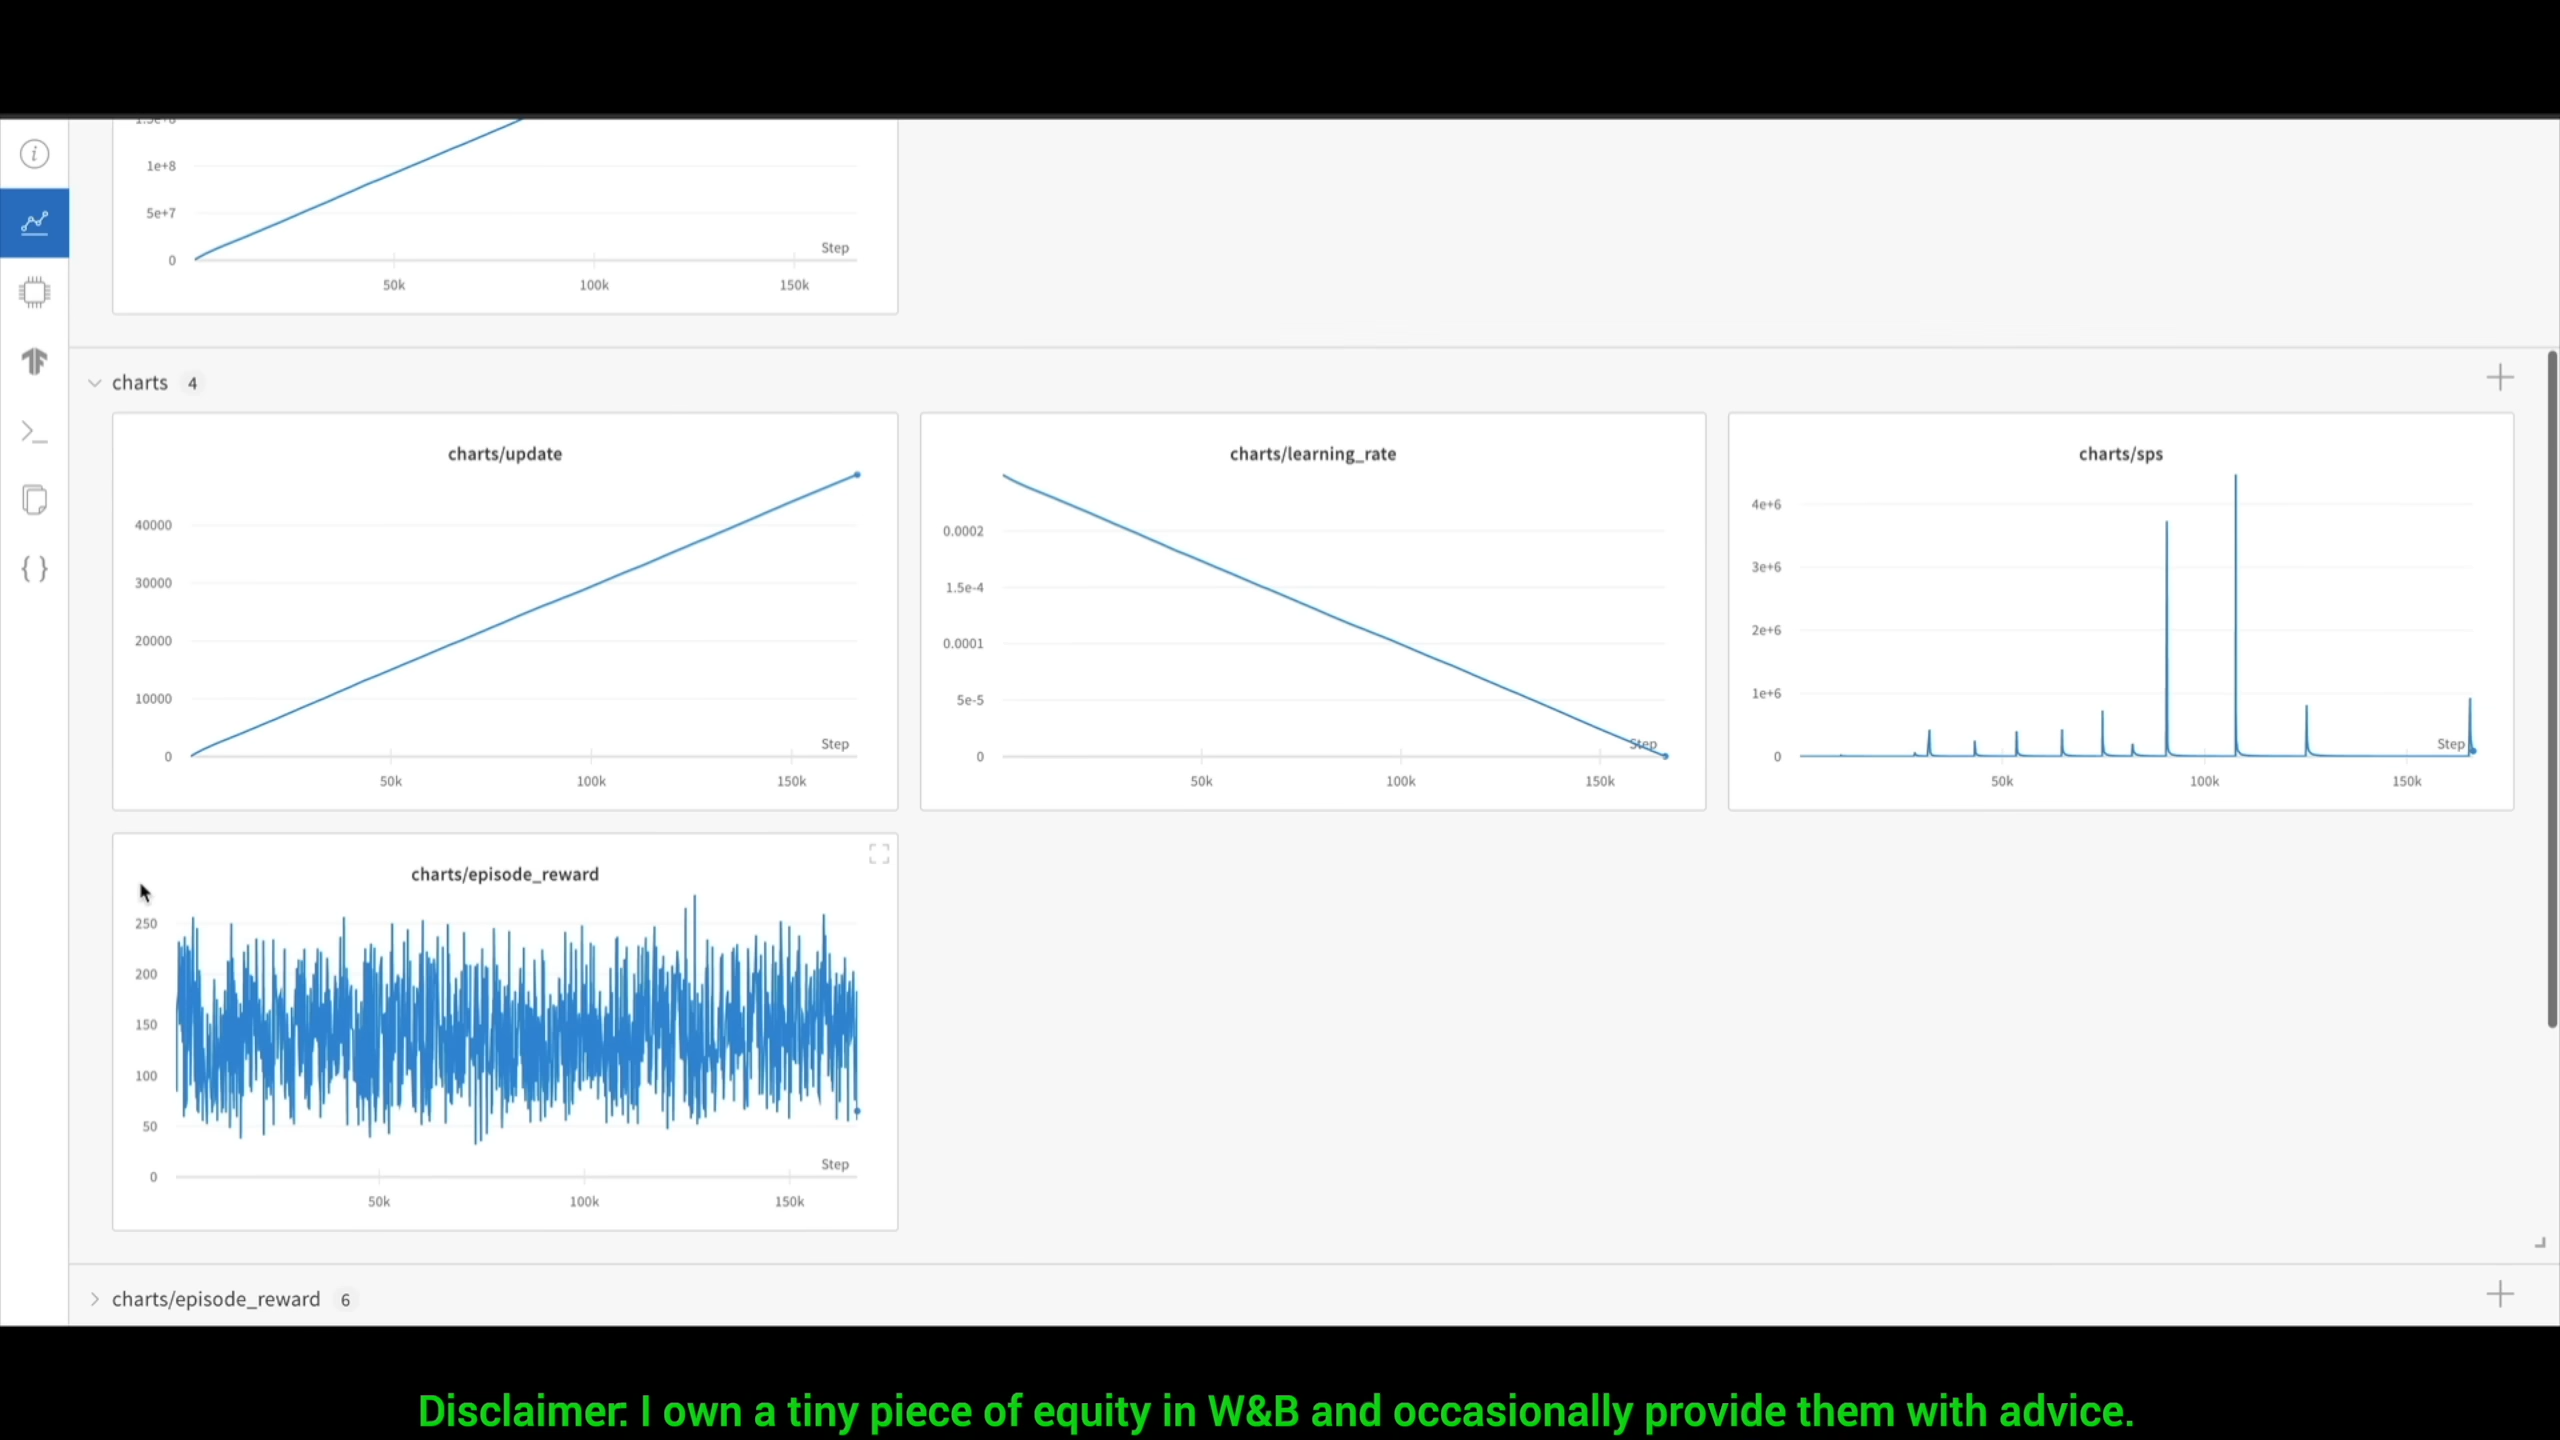 1e+8
5e+7
0
Step
50k
100k
150k
charts 4
charts/update
40000
30000
20000
10000
0
Step
50k
100k
150k
charts/learning_rate
0.0002
1.5e-4
0.0001
5e-5
0
Step
50k
100k
150k
charts/sps
4e+6
3e+6
2e+6
1e+6
0
Step
50k
100k
150k
charts/episode_reward
250
200
150
100
50
0
Step
50k
100k
150k
charts/episode_reward 6
Disclaimer: I own a tiny piece of equity in W&B and occasionally provide them with advice.